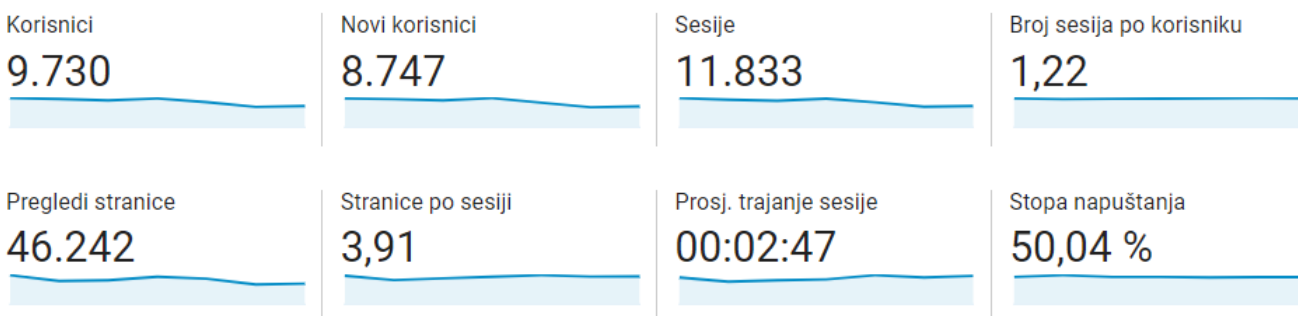 Korisnici
9.730
Novi korisnici
8.747
Sesije
11.833
Broj sesija po korisniku
1,22
Pregledi stranice
46.242
Stranice po sesiji
3,91
Prosj. trajanje sesije
00:02:47
Stopa napuštanja
50,04 %